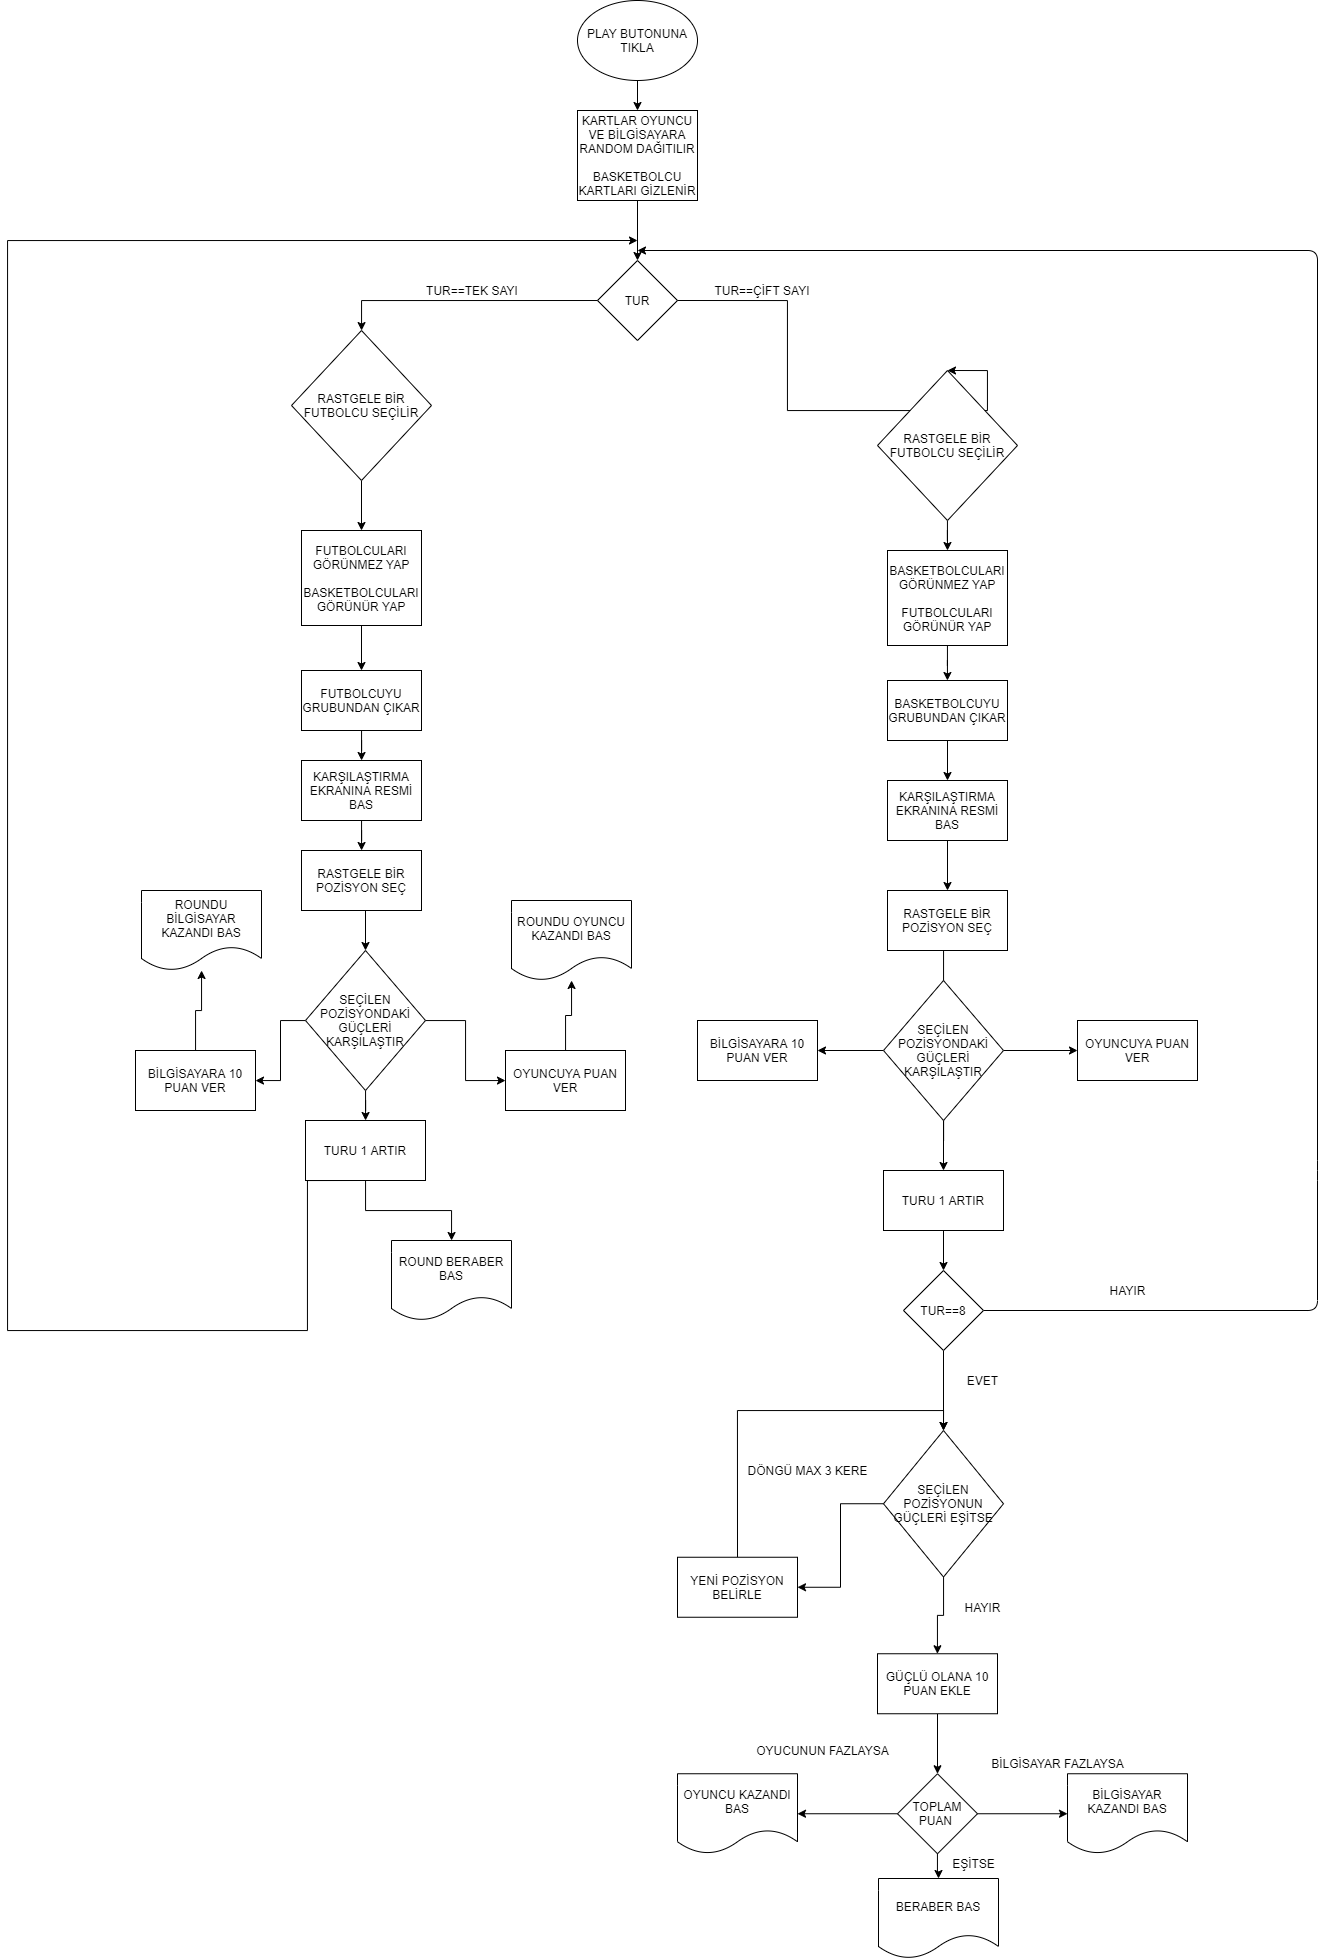 PLAY BUTONUNA
TIKLA
KARTLAR OYUNCU
VE BİLGİSAYARA
RANDOM DAĞITILIR
BASKETBOLCU
KARTLARI GİZLENİR
TUR==TEK SAYI
TUR
TUR==ÇİFT SAYI
RASTGELE BİR
FUTBOLCU SEÇİLİR
FUTBOLCULARI
GÖRÜNMEZ YAP
BASKETBOLCULARI
GÖRÜNÜR YAP
FUTBOLCUYU
GRUBUNDAN ÇIKAR
KARŞILAŞTIRMA
EKRANINA RESMİ
BAS
RASTGELE BİR
POZİSYON SEÇ
ROUNDU
BİLGİSAYAR
KAZANDI BAS
ROUNDU OYUNCU
KAZANDI BAS
SEÇİLEN
POZİSYONDAKİ
GÜÇLERİ
KARŞILAŞTIR
BİLGİSAYARA 10
PUAN VER
OYUNCUYA PUAN
VER
TURU 1 ARTIR
ROUND BERABER
BAS
RASTGELE BİR
FUTBOLCU SEÇİLİR
BASKETBOLCULARI
GÖRÜNMEZ YAP
FUTBOLCULARI
GÖRÜNÜR YAP
BASKETBOLCUYU
GRUBUNDAN ÇIKAR
KARŞILAŞTIRMA
EKRANINA RESMİ
BAS
RASTGELE BİR
POZİSYON SEÇ
BİLGİSAYARA 10
PUAN VER
SEÇİLEN
POZİSYONDAKİ
GÜÇLERİ
KARŞILAŞTIR
OYUNCUYA PUAN
VER
TURU 1 ARTIR
TUR==8
HAYIR
EVET
DÖNGÜ MAX 3 KERE
SEÇİLEN
POZİSYONUN
GÜÇLERİ EŞİTSE
YENİ POZİSYON
BELİRLE
HAYIR
GÜÇLÜ OLANA 10
PUAN EKLE
OYUCUNUN FAZLAYSA
BİLGİSAYAR FAZLAYSA
OYUNCU KAZANDI
BAS
TOPLAM
PUAN
BİLGİSAYAR
KAZANDI BAS
EŞİTSE
BERABER BAS